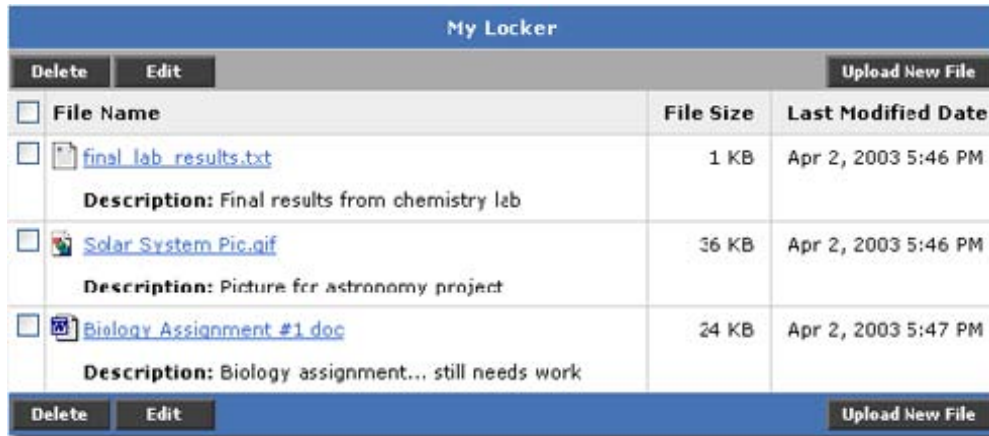 My Locker
Delete Edit Upload New File
File Name File Size Last Modified Date
final_lab_results.txt 1 KB Apr 2, 2003 5:46 PM
Description: Final results from chemistry lab
Solar System Pic.gif 36 KB Apr 2, 2003 5:46 PM
Description: Picture for astronomy project
Biology Assignment #1.doc 24 KB Apr 2, 2003 5:47 PM
Description: Biology assignment... still needs work
Delete Edit Upload New File